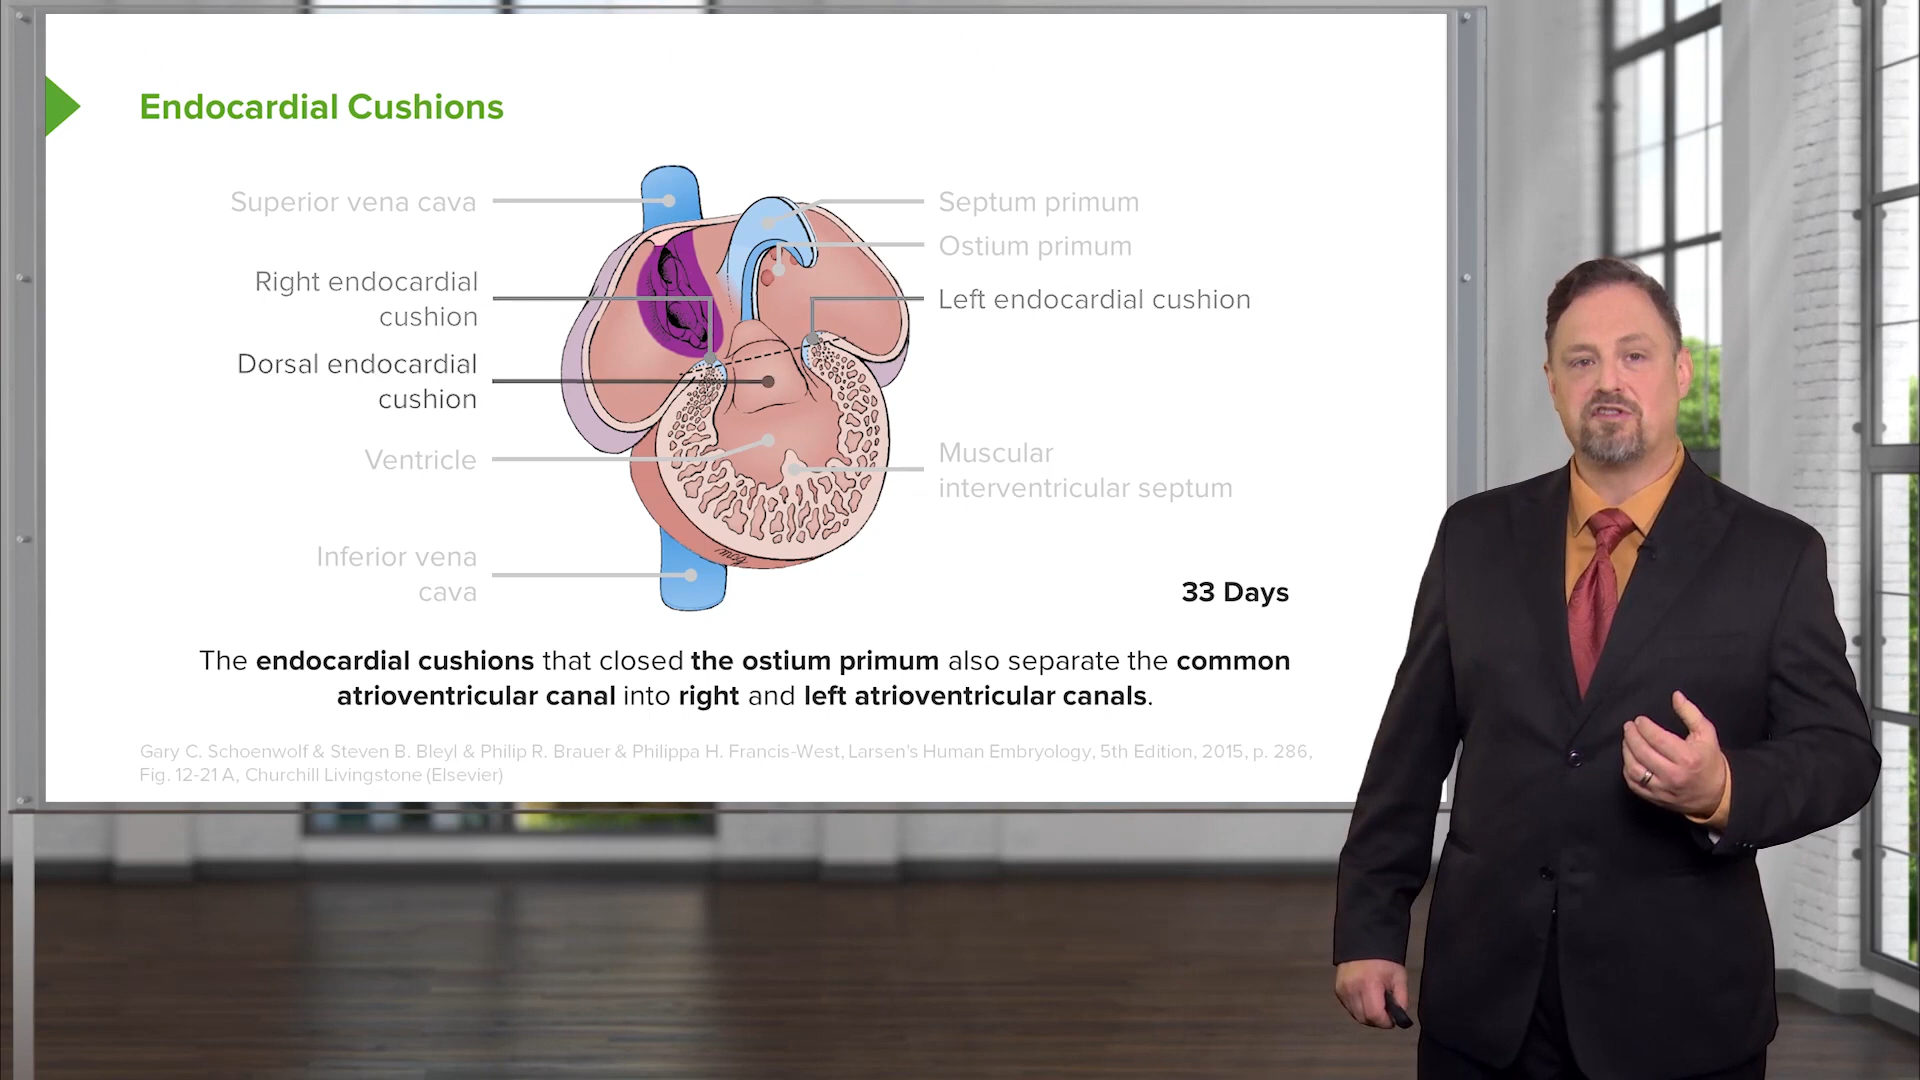 Endocardial Cushions
Superior vena cava
Septum primum
Ostium primum
Right endocardial
cushion
Left endocardial cushion
Dorsal endocardial
cushion
Ventricle
Muscular
interventricular septum
Inferior vena
cava
33 Days
The endocardial cushions that closed the ostium primum also separate the common
atrioventricular canal into right and left atrioventricular canals.
Gary C. Schoenwolf & Steven B. Bleyl & Philip R. Brauer & Philippa H. Francis-West, Larsen's Human Embryology, 5th Edition, 2015, p. 286,
Fig. 12-21 A, Churchill Livingstone (Elsevier)